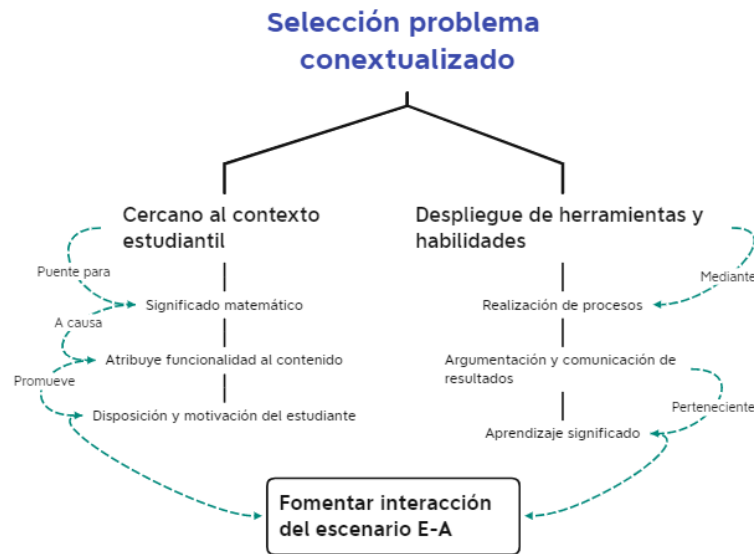 Selección problema
conextualizado
Cercano al contexto
estudiantil
Despliegue de herramientas y
habilidades
Puente para
Mediante
Significado matemático
Realización de procesos
A causa
Atribuye funcionalidad al contenido
Argumentación y comunicación de
resultados
Promueve
Perteneciente
Disposición y motivación del estudiante
Aprendizaje significado
Fomentar interacción
del escenario E-A